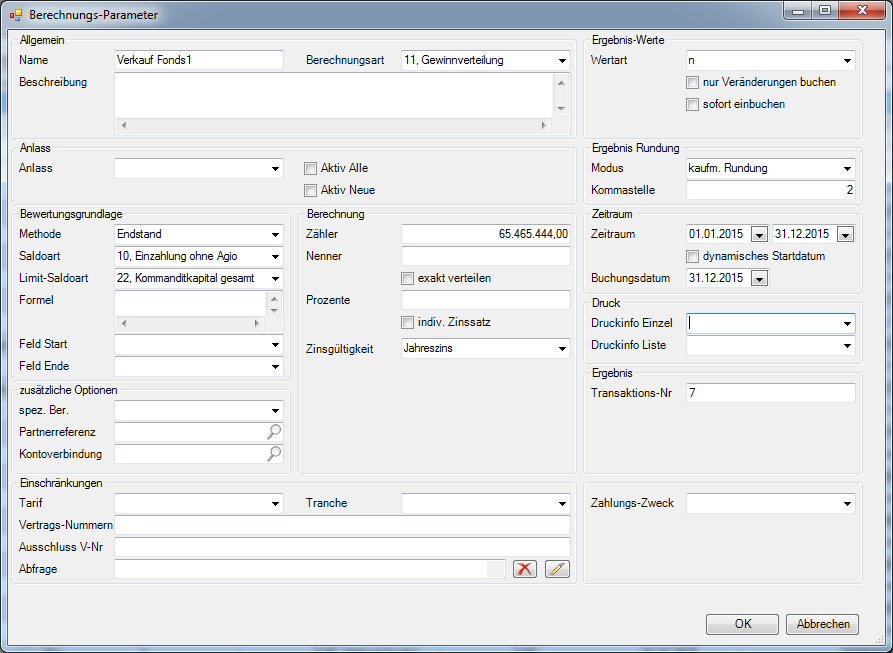 Berechnungs-Parameter
Allgemein
Name Verkauf Fonds1 Berechnungsart 11, Gewinnverteilung
Beschreibung
Ergebnis-Werte
Wertart n
nur Veränderungen buchen
sofort einbuchen
Anlass
Anlass
Aktiv Alle
Aktiv Neue
Ergebnis Rundung
Modus kaufm. Rundung
Kommastelle 2
Bewertungsgrundlage
Methode Endstand
Saldoart 10, Einzahlung ohne Agio
Limit-Saldoart 22, Kommanditkapital gesamt
Formel
Feld Start
Feld Ende
Berechnung
Zähler 65.465.444,00
Nenner
exakt verteilen
Prozente
indiv. Zinssatz
Zinsgültigkeit Jahreszins
Zeitraum
Zeitraum 01.01.2015 31.12.2015
dynamisches Startdatum
Buchungsdatum 31.12.2015
Druck
Druckinfo Einzel
Druckinfo Liste
Ergebnis
Transaktions-Nr 7
zusätzliche Optionen
spez. Ber.
Partnerreferenz
Kontoverbindung
Einschränkungen
Tarif Tranche
Vertrags-Nummern
Ausschluss V-Nr
Abfrage
Zahlungs-Zweck
OK Abbrechen